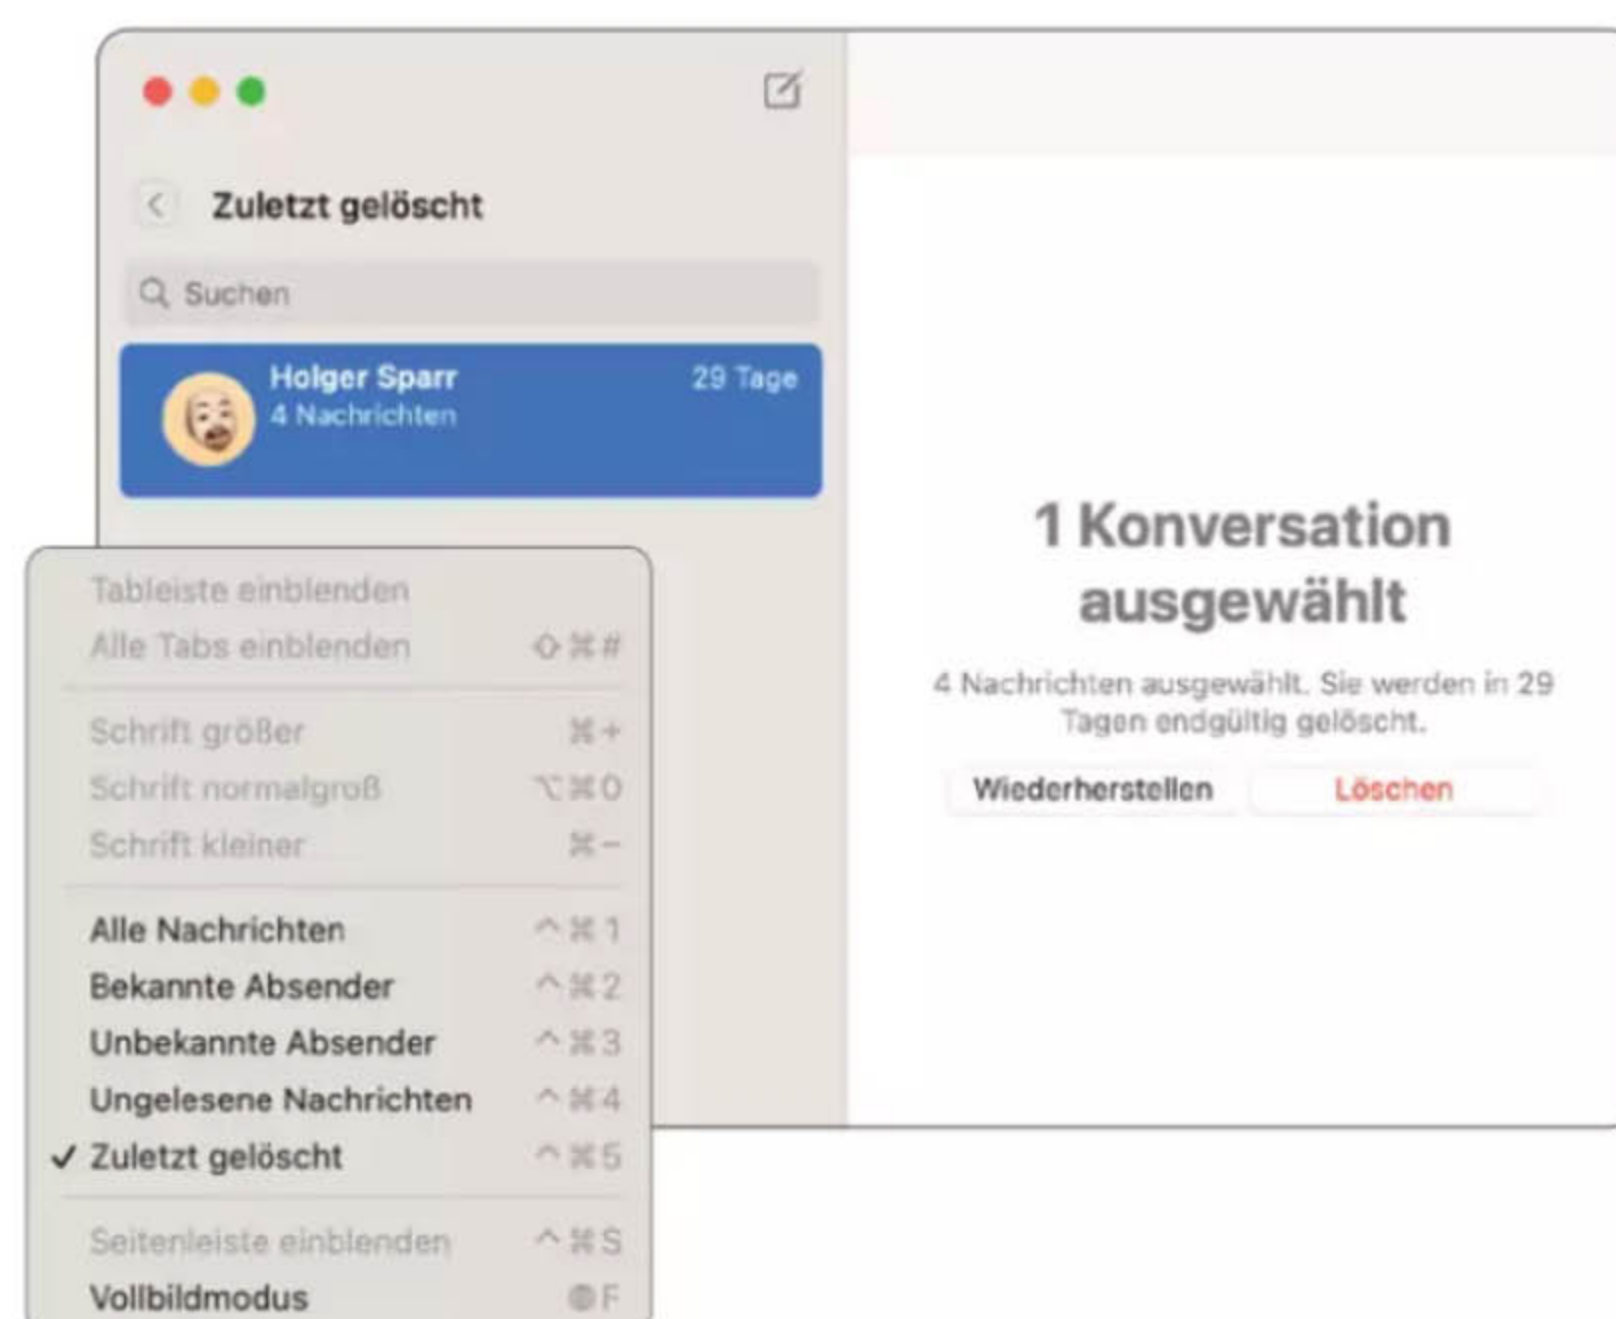 Zuletzt gelöscht
Suchen
Holger Sparr 29 Tage
4 Nachrichten
1 Konversation
ausgewählt
4 Nachrichten ausgewählt. Sie werden in 29
Tagen endgültig gelöscht.
Wiederherstellen Löschen
Tableiste einblenden
Alle Tabs einblenden ⇧⌘#
Schrift größer ⌘+
Schrift normalgroß ⌥⌘0
Schrift kleiner ⌘−
Alle Nachrichten ^⌘1
Bekannte Absender ^⌘2
Unbekannte Absender ^⌘3
Ungelesene Nachrichten ^⌘4
✓ Zuletzt gelöscht ^⌘5
Seitenleiste einblenden ^⌘S
Vollbildmodus 🌐F